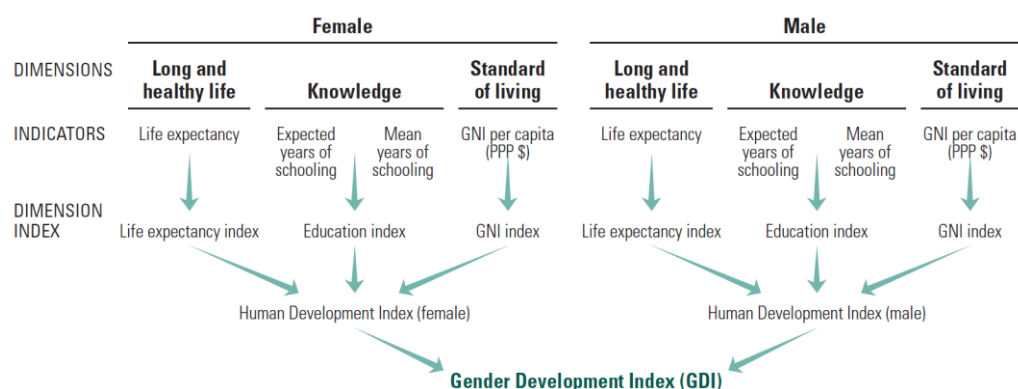 Female Male
DIMENSIONS
Long and healthy life
Knowledge
Standard of living
Long and healthy life
Knowledge
Standard of living
INDICATORS
Life expectancy
Expected years of schooling
Mean years of schooling
GNI per capita (PPP $)
Life expectancy
Expected years of schooling
Mean years of schooling
GNI per capita (PPP $)
DIMENSION INDEX
Life expectancy index
Education index
GNI index
Life expectancy index
Education index
GNI index
Human Development Index (female)
Human Development Index (male)
Gender Development Index (GDI)